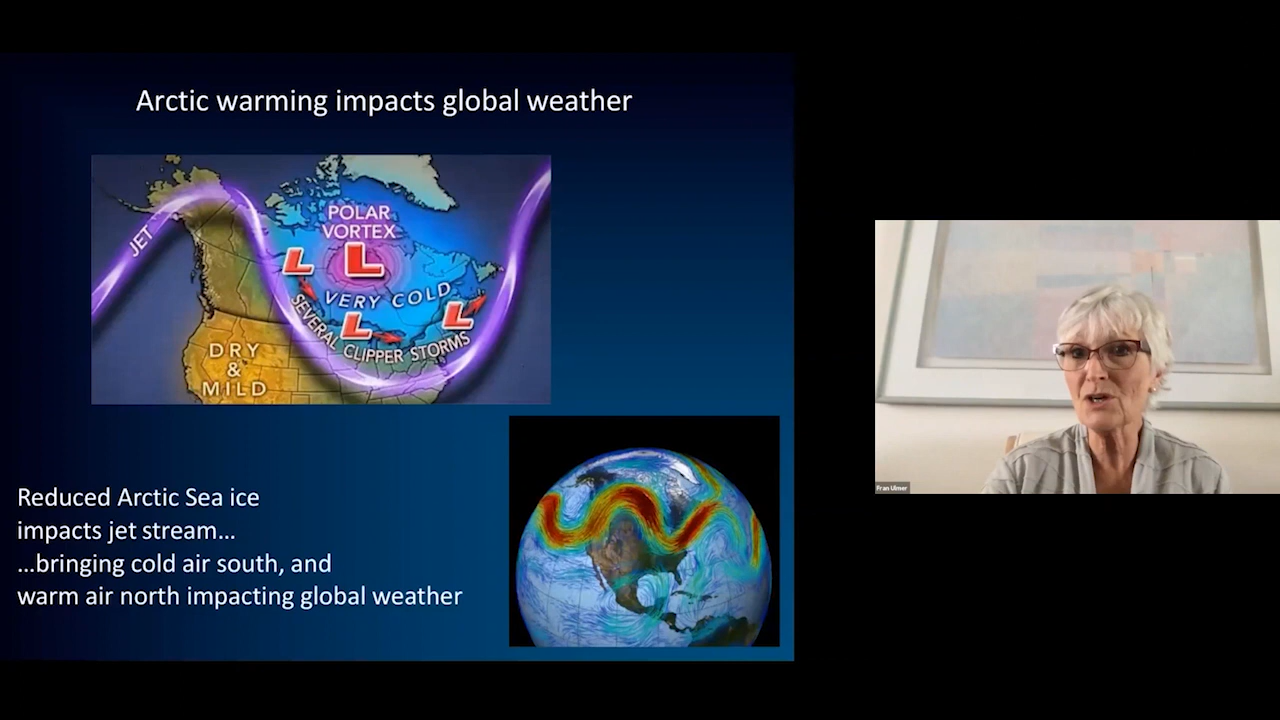 Arctic warming impacts global weather
JET
POLAR
VORTEX
L
L
VERY COLD
L
L
SEVERAL CLIPPER STORMS
DRY
&
MILD
Reduced Arctic Sea ice
impacts jet stream...
...bringing cold air south, and
warm air north impacting global weather
Fran Ulmer